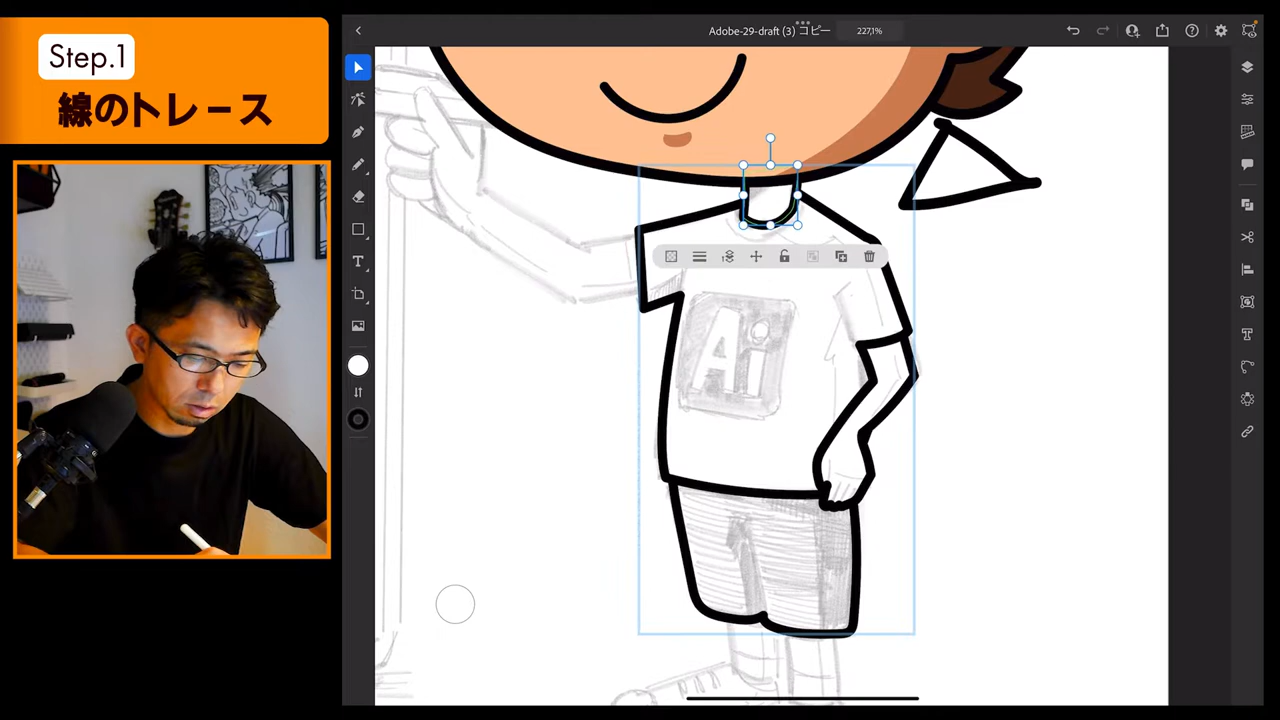 Step.1
線のトレース
Adobe-29-draft (3) コピー
227,1%
Ai